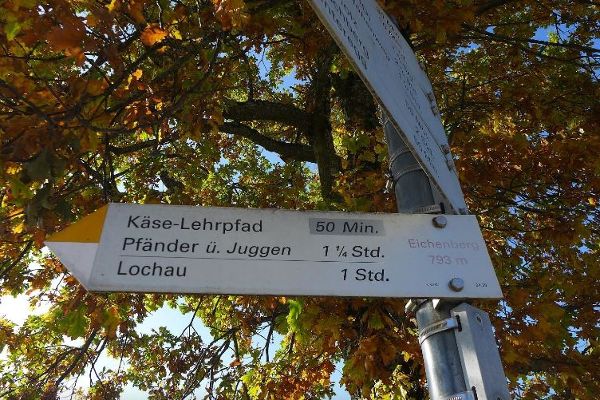 Käse-Lehrpfad 50 Min.
Pfänder ü. Juggen 1 ¼ Std.
Lochau 1 Std.
Eichenberg
793 m